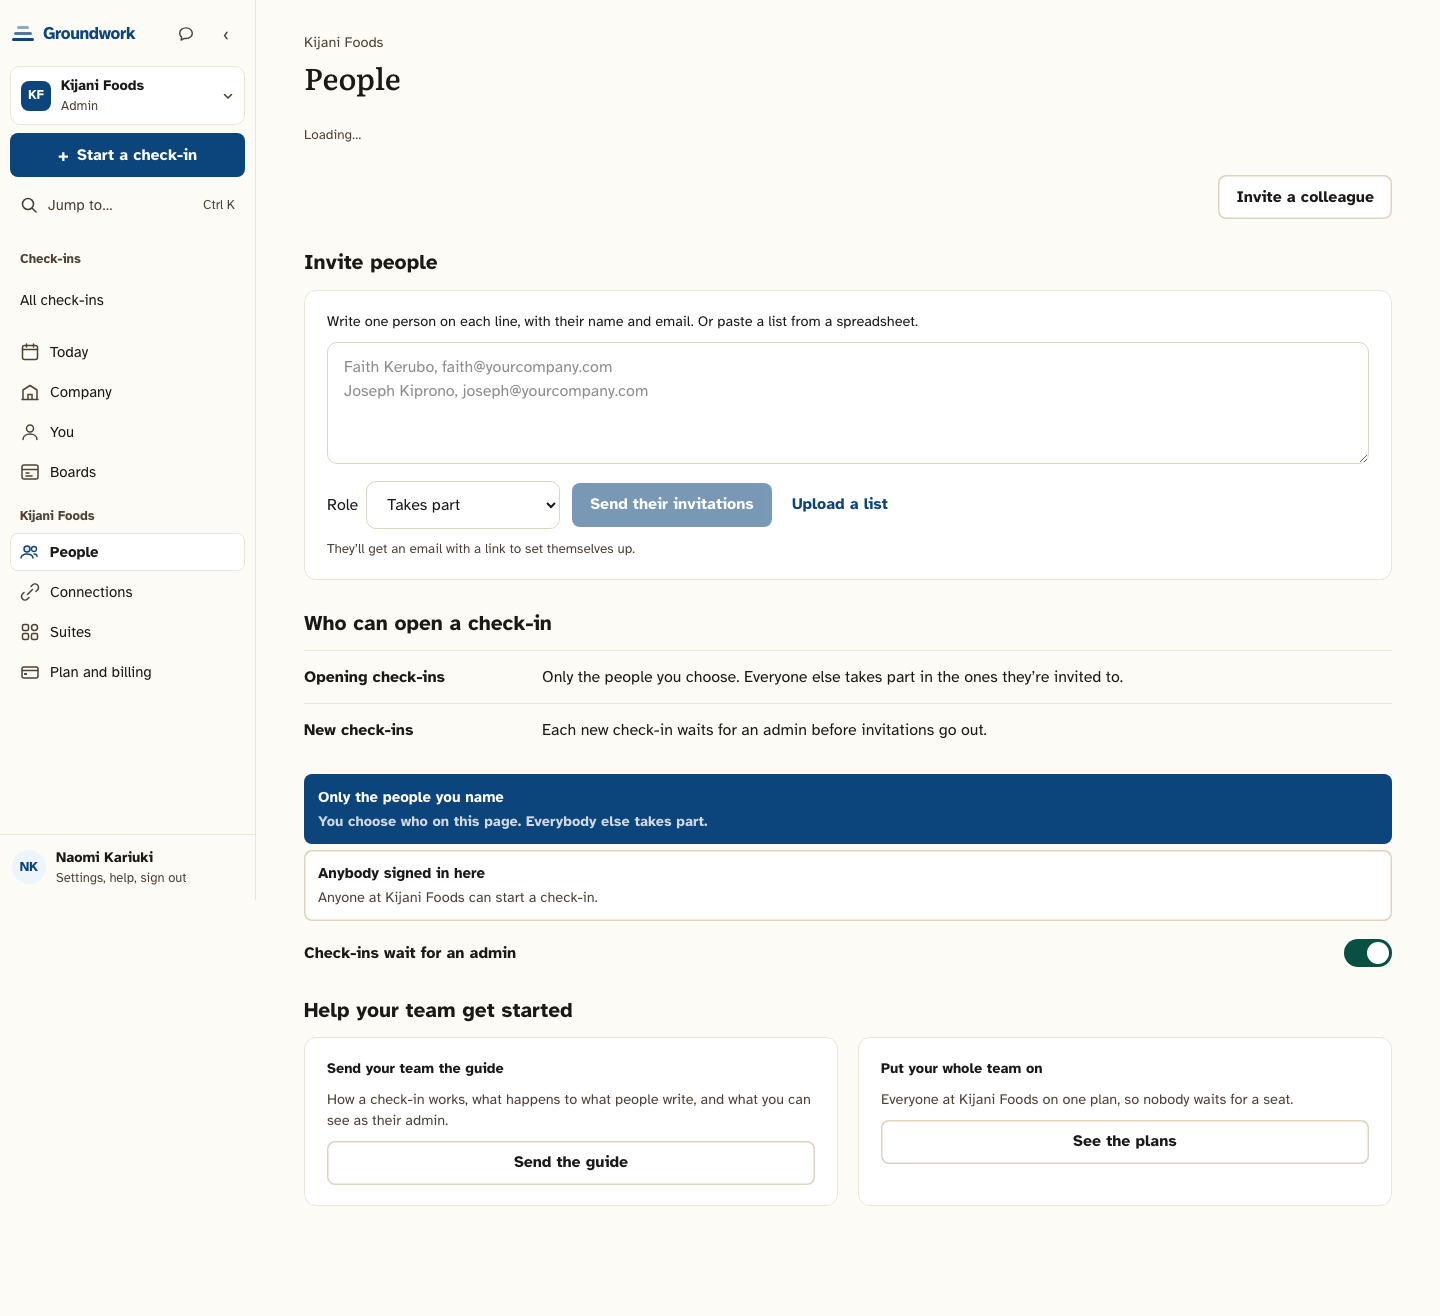 Groundwork
KF
Kijani Foods
Admin
+ Start a check-in
Jump to...
Ctrl K
Check-ins
All check-ins
Today
Company
You
Boards
Kijani Foods
People
Connections
Suites
Plan and billing
NK
Naomi Kariuki
Settings, help, sign out
Kijani Foods
People
Loading...
Invite a colleague
Invite people
Write one person on each line, with their name and email. Or paste a list from a spreadsheet.
Faith Kerubo, faith@yourcompany.com
Joseph Kiprono, joseph@yourcompany.com
Role
Takes part
Send their invitations
Upload a list
They’ll get an email with a link to set themselves up.
Who can open a check-in
Opening check-ins
Only the people you choose. Everyone else takes part in the ones they’re invited to.
New check-ins
Each new check-in waits for an admin before invitations go out.
Only the people you name
You choose who on this page. Everybody else takes part.
Anybody signed in here
Anyone at Kijani Foods can start a check-in.
Check-ins wait for an admin
Help your team get started
Send your team the guide
How a check-in works, what happens to what people write, and what you can
see as their admin.
Send the guide
Put your whole team on
Everyone at Kijani Foods on one plan, so nobody waits for a seat.
See the plans